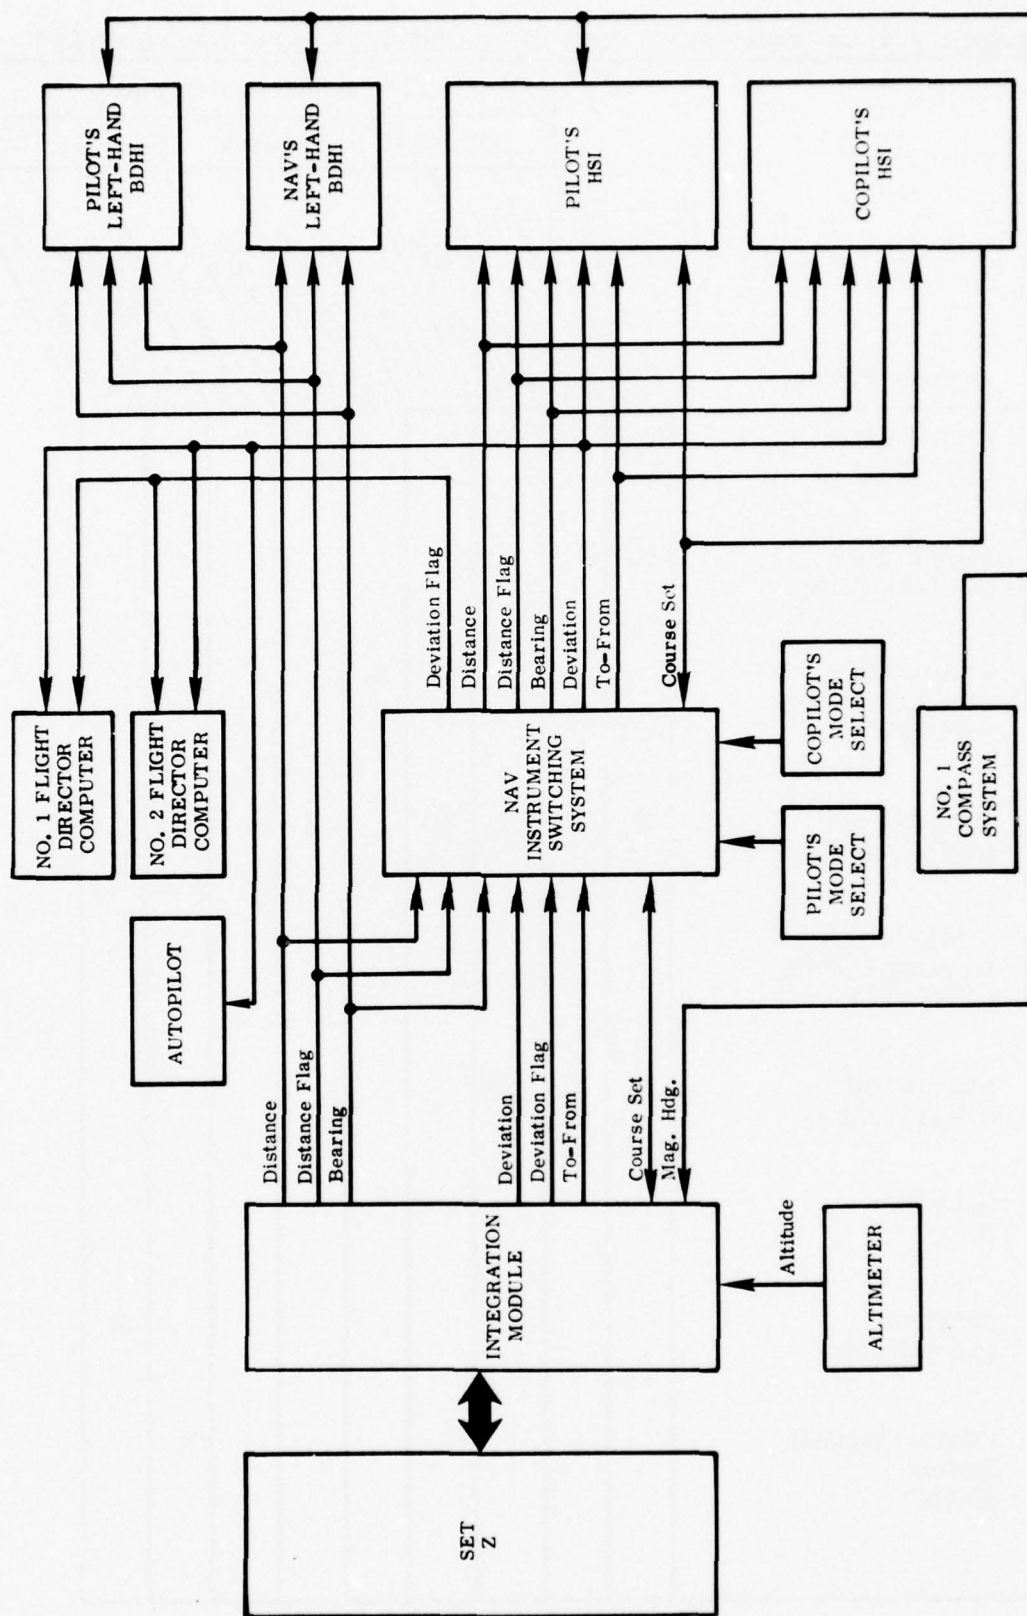 PILOT'S
LEFT-HAND
BDHI
NAV'S
LEFT-HAND
BDHI
PILOT'S
HSI
COPILOT'S
HSI
NO. 1 FLIGHT
DIRECTOR
COMPUTER
NO. 2 FLIGHT
DIRECTOR
COMPUTER
AUTOPILOT
Deviation Flag
Distance
Distance Flag
Bearing
Deviation
To-From
Course Set
NAV
INSTRUMENT
SWITCHING
SYSTEM
COPILOT'S
MODE
SELECT
PILOT'S
MODE
SELECT
NO. 1
COMPASS
SYSTEM
Distance
Distance Flag
Bearing
Deviation
Deviation Flag
To-From
Course Set
Mag. Hdg.
INTEGRATION
MODULE
Altitude
ALTIMETER
SET
Z